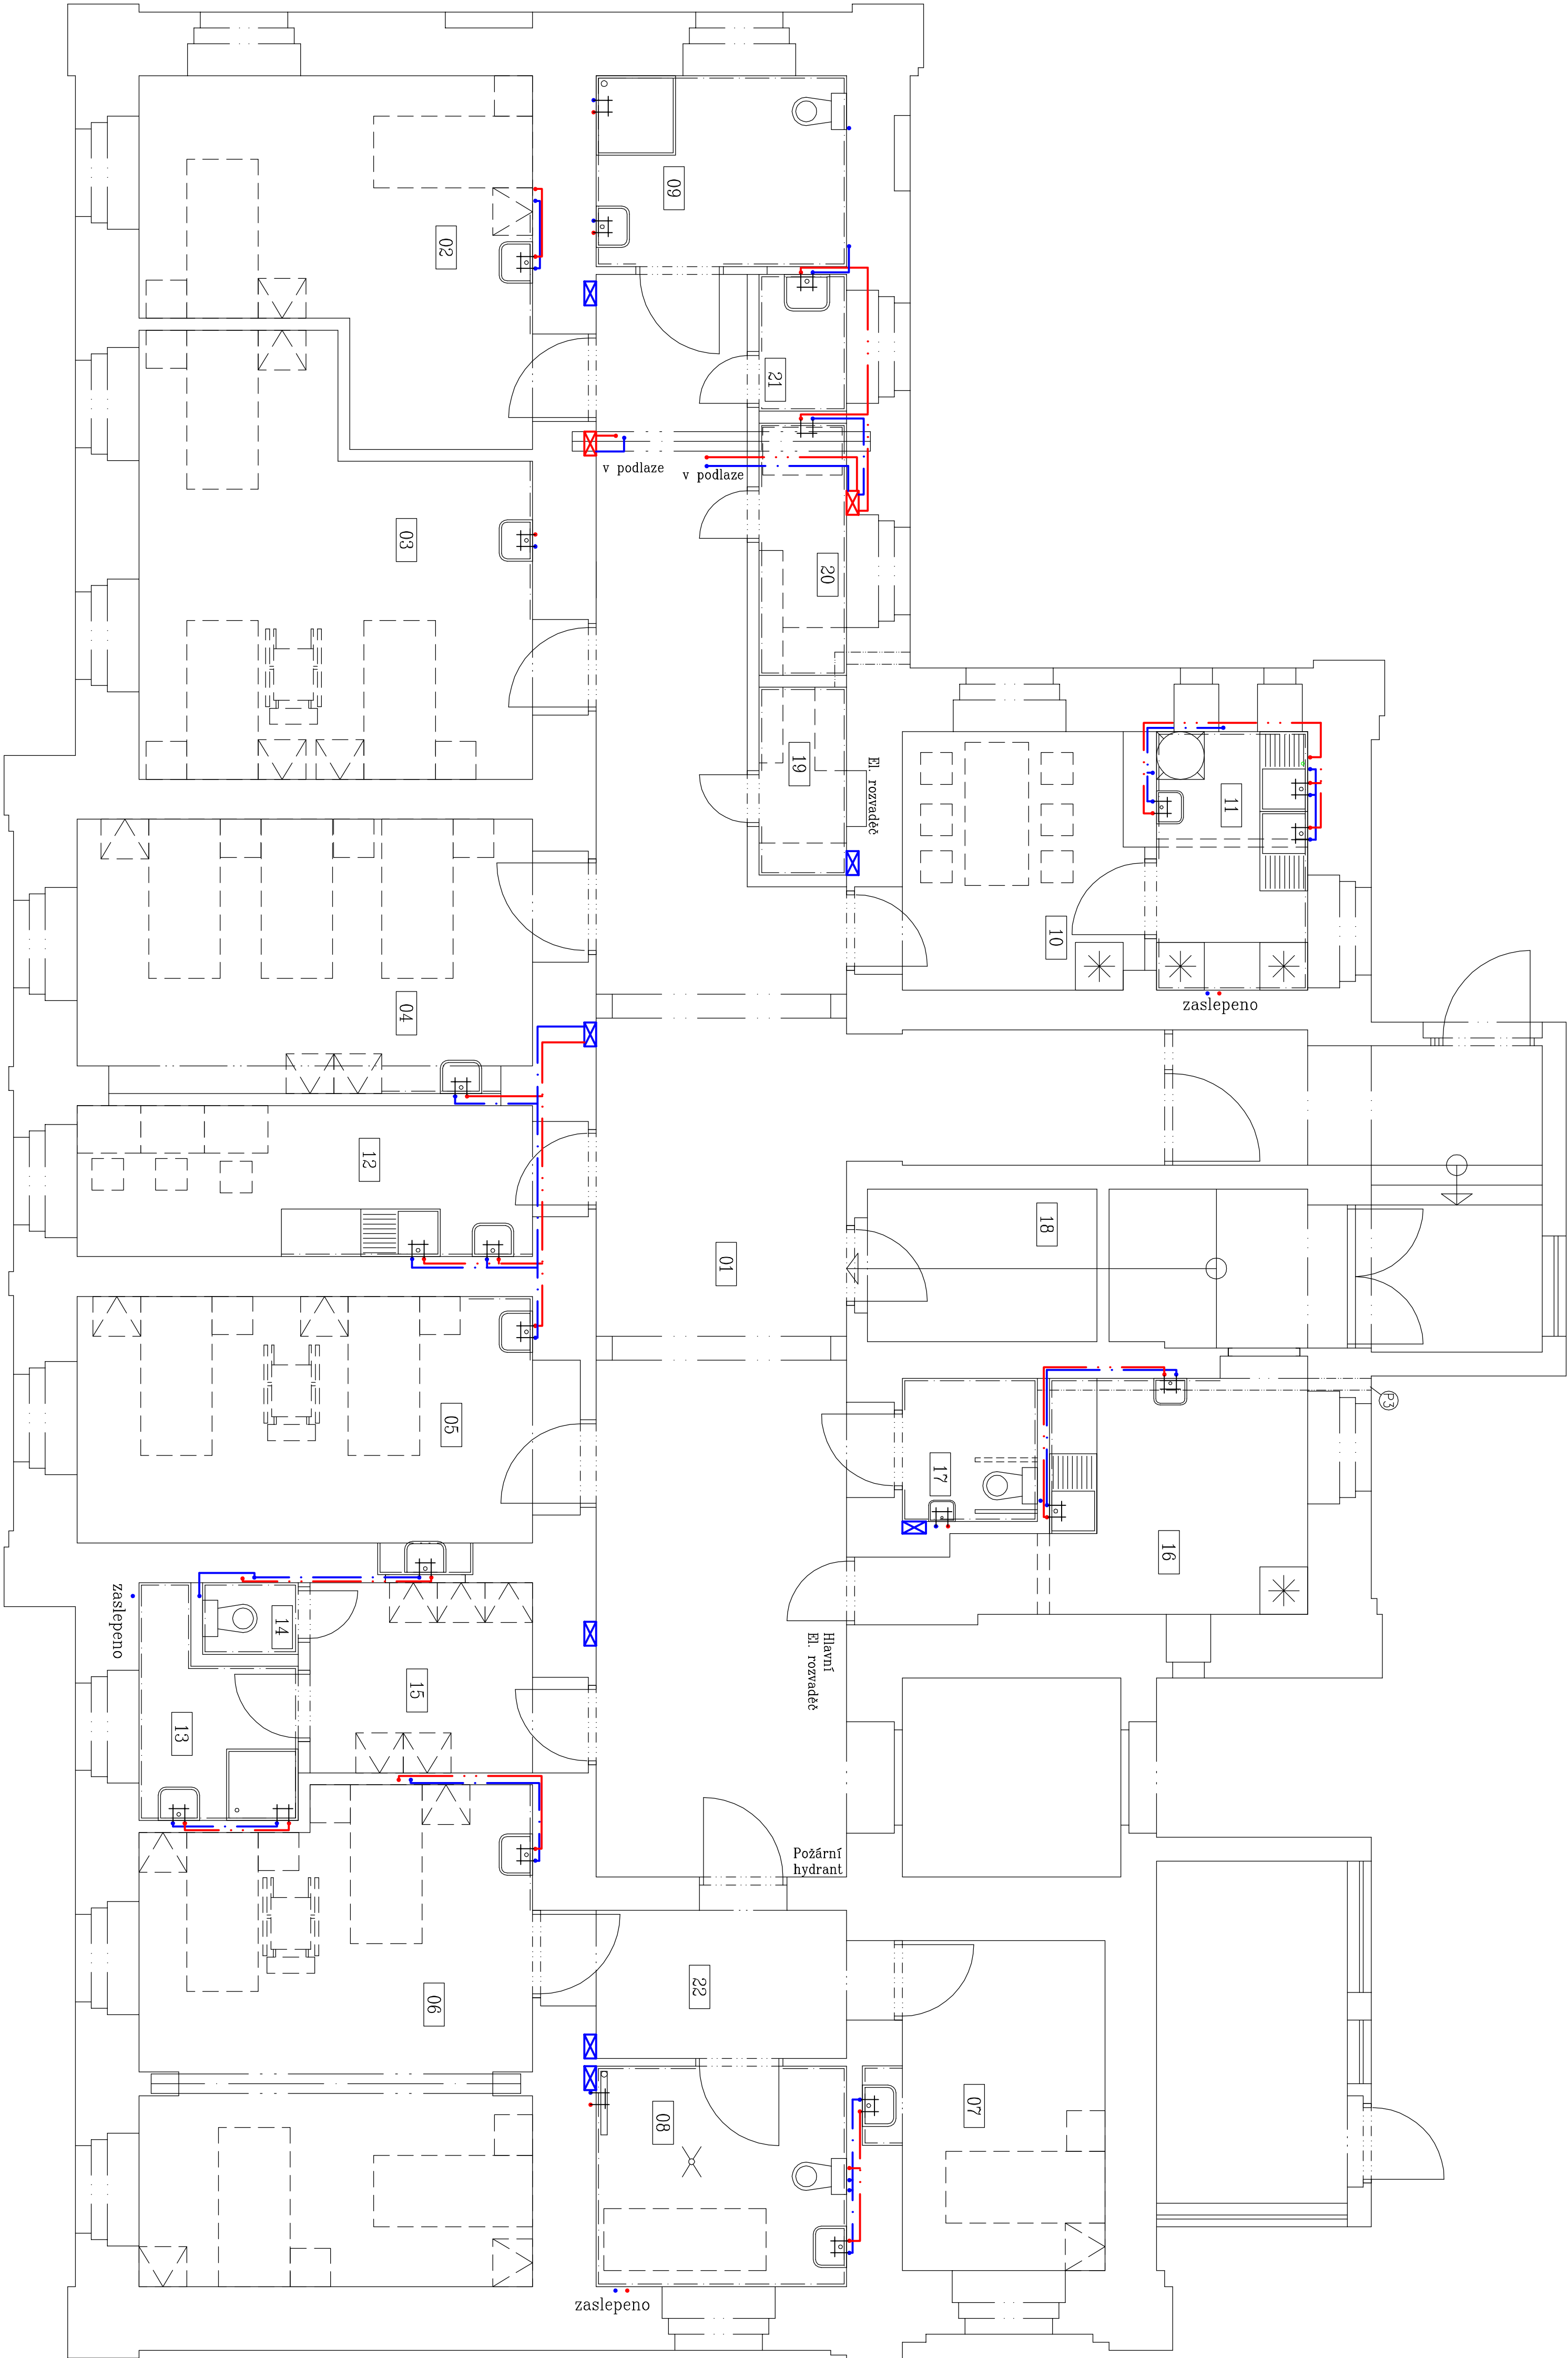 09
02
21
v podlaze
v podlaze
03
20
19
El. rozvaděč
11
10
zaslepeno
04
12
01
18
P3
05
17
16
zaslepeno
14
15
13
Hlavní
El. rozvaděč
Požární
hydrant
06
22
07
08
zaslepeno